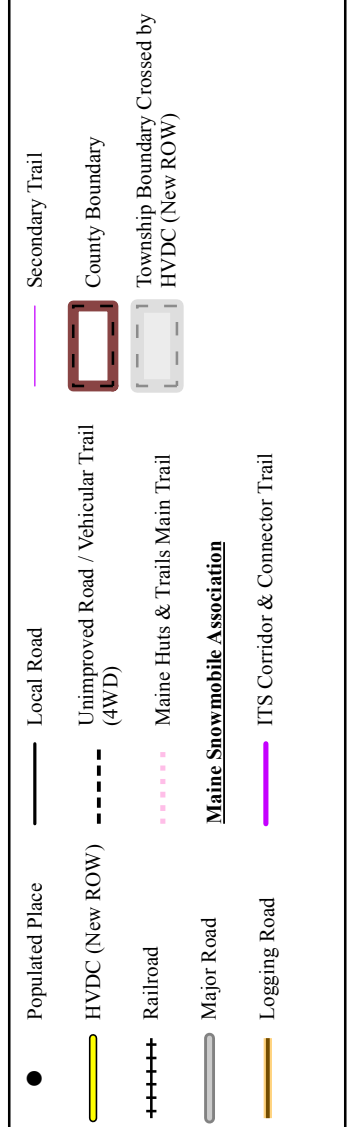 Populated Place
HVDC (New ROW)
Railroad
Major Road
Logging Road
Local Road
Unimproved Road / Vehicular Trail
(4WD)
Maine Huts & Trails Main Trail
Maine Snowmobile Association
ITS Corridor & Connector Trail
Secondary Trail
County Boundary
Township Boundary Crossed by
HVDC (New ROW)